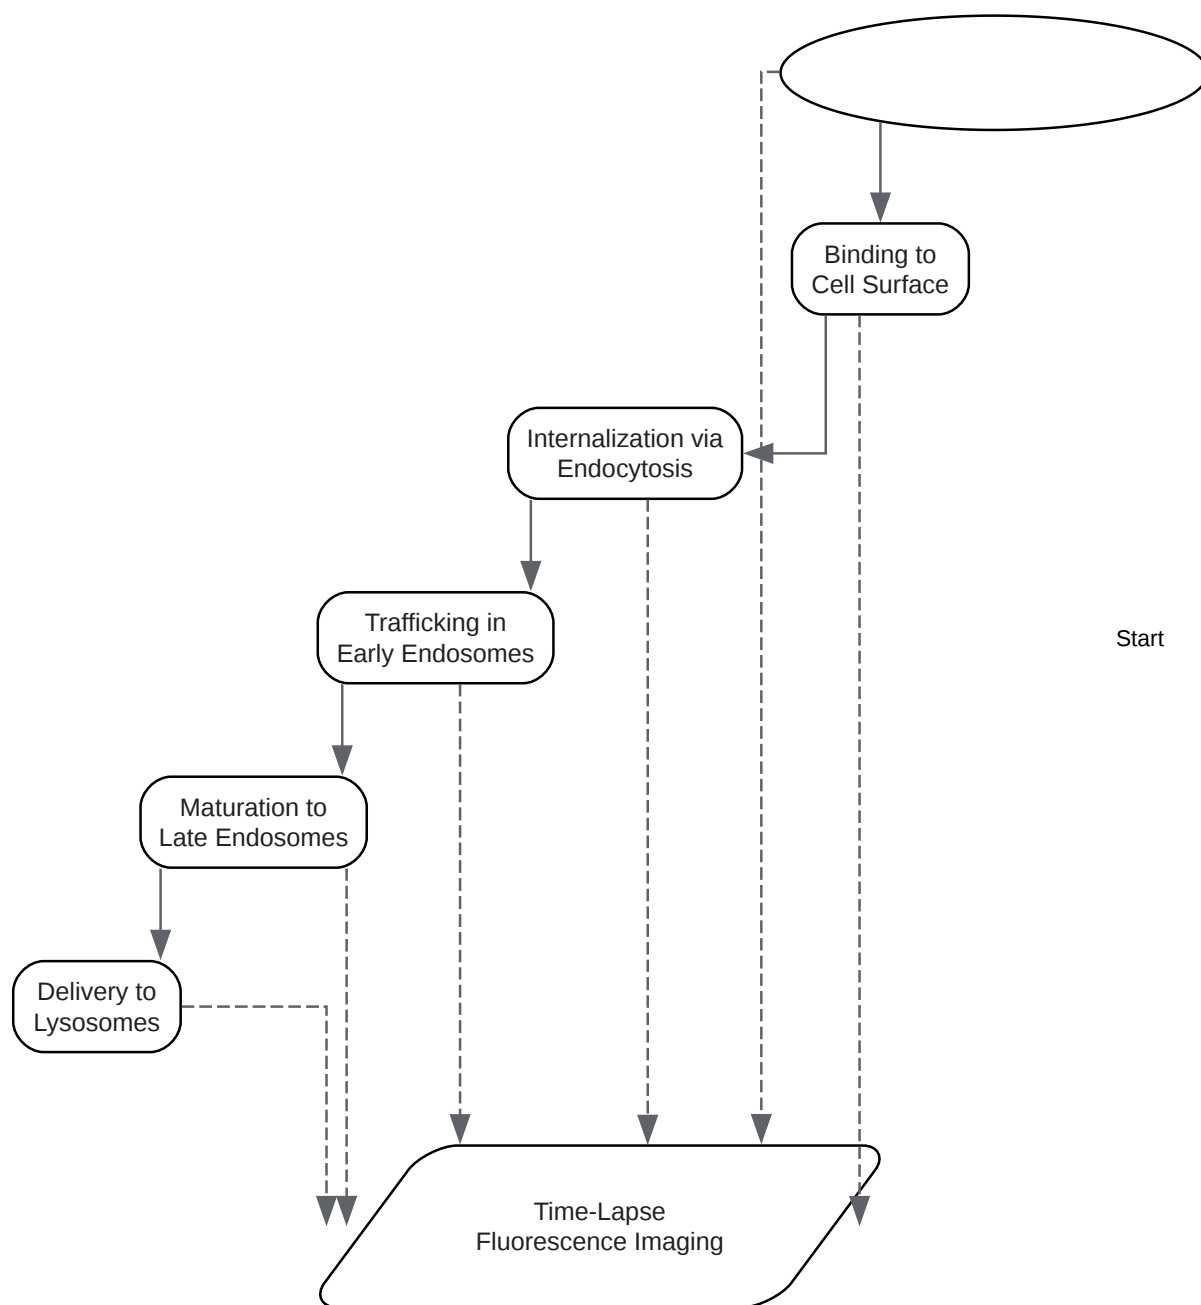 Binding to
Cell Surface
Internalization via
Endocytosis
Trafficking in
Early Endosomes
Start
Maturation to
Late Endosomes
Delivery to
Lysosomes
Time-Lapse
Fluorescence Imaging